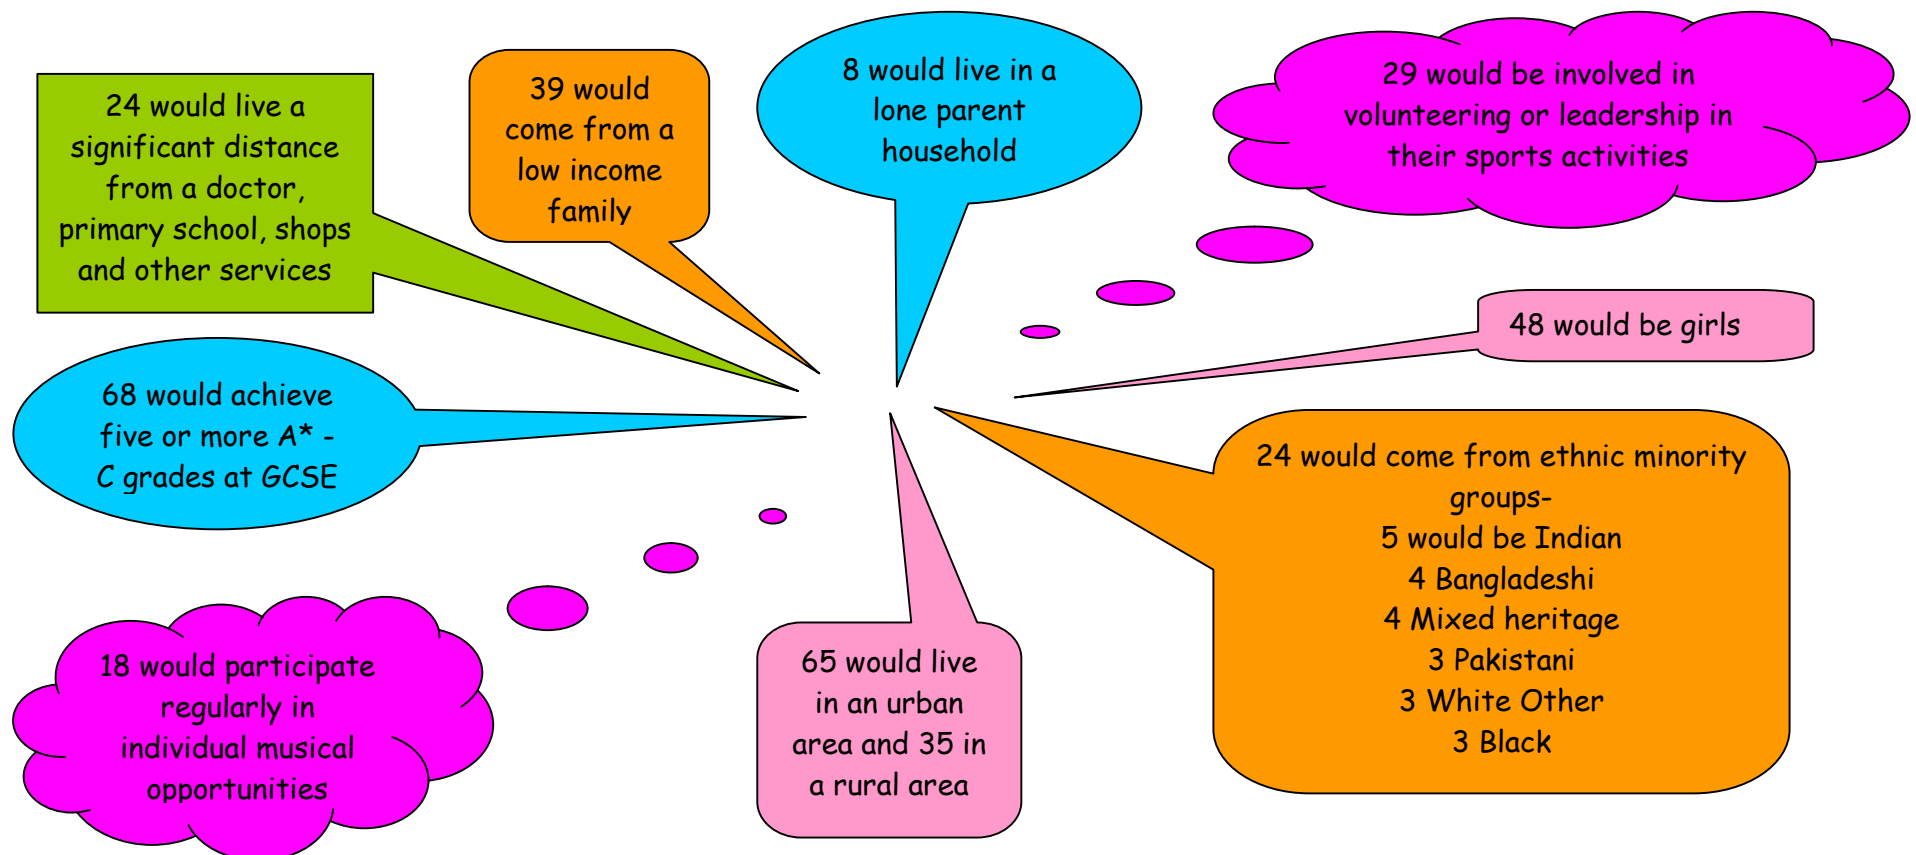 24 would live a
significant distance
from a doctor,
primary school, shops
and other services
39 would
come from a
low income
family
8 would live in a
lone parent
household
29 would be involved in
volunteering or leadership in
their sports activities
48 would be girls
68 would achieve
five or more A* -
C grades at GCSE
24 would come from ethnic minority
groups-
5 would be Indian
4 Bangladeshi
4 Mixed heritage
3 Pakistani
3 White Other
3 Black
18 would participate
regularly in
individual musical
opportunities
65 would live
in an urban
area and 35 in
a rural area